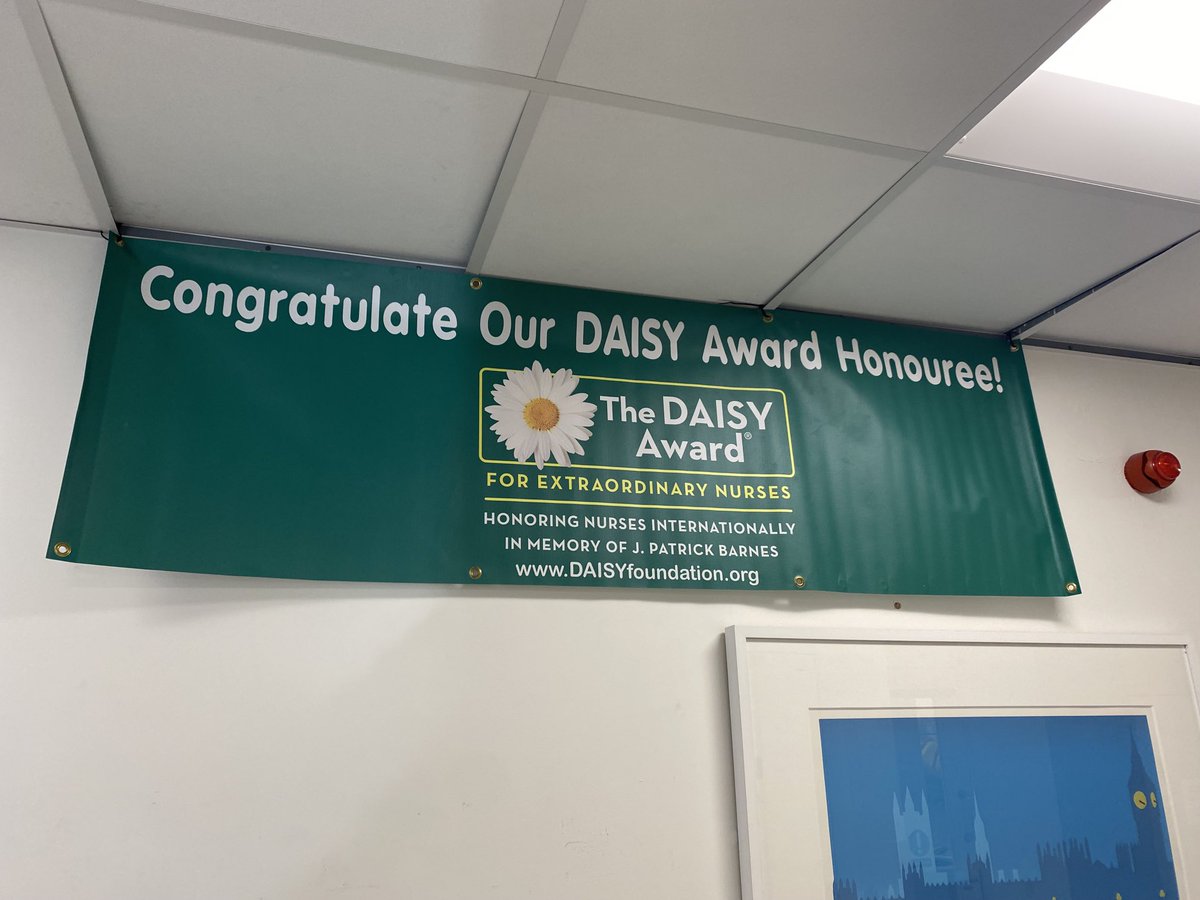 Congratulate Our DAISY Award Honouree!
The DAISY
Award®
FOR EXTRAORDINARY NURSES
HONORING NURSES INTERNATIONALLY
IN MEMORY OF J. PATRICK BARNES
www.DAISYfoundation.org